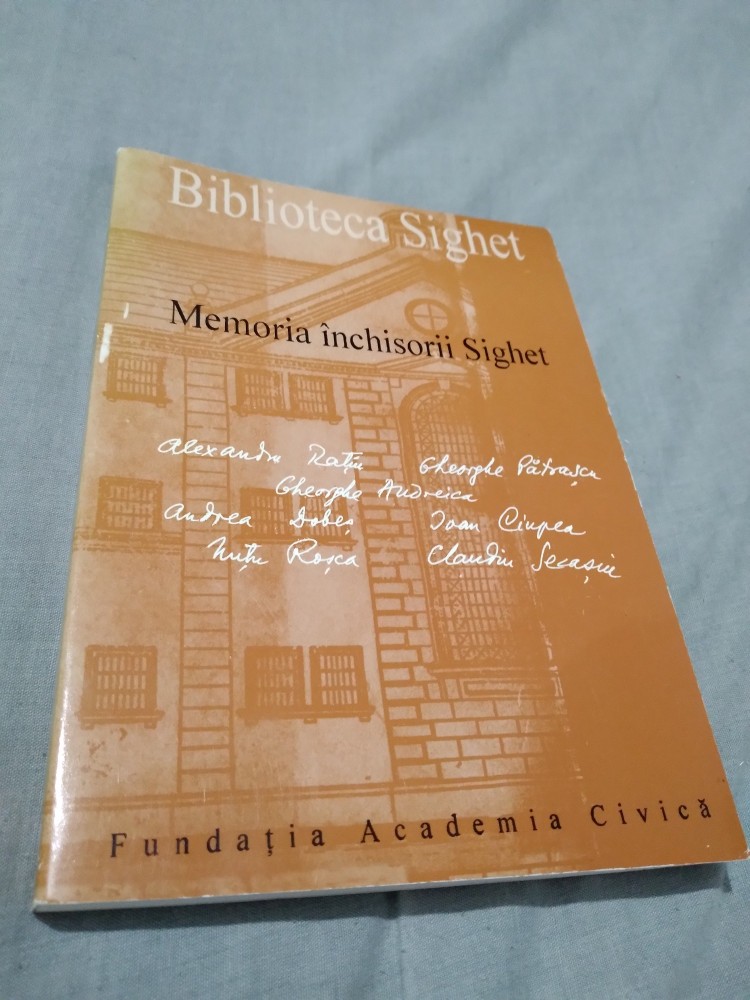 Biblioteca Sighet
Memoria închisorii Sighet
Alexandru Rațiu Gheorghe Pătrașcu
Gheorghe Andreica
Andrea Dobeș Ioan Ciupea
Nuțu Roșca Claudiu Secașiu
Fundația Academia Civică